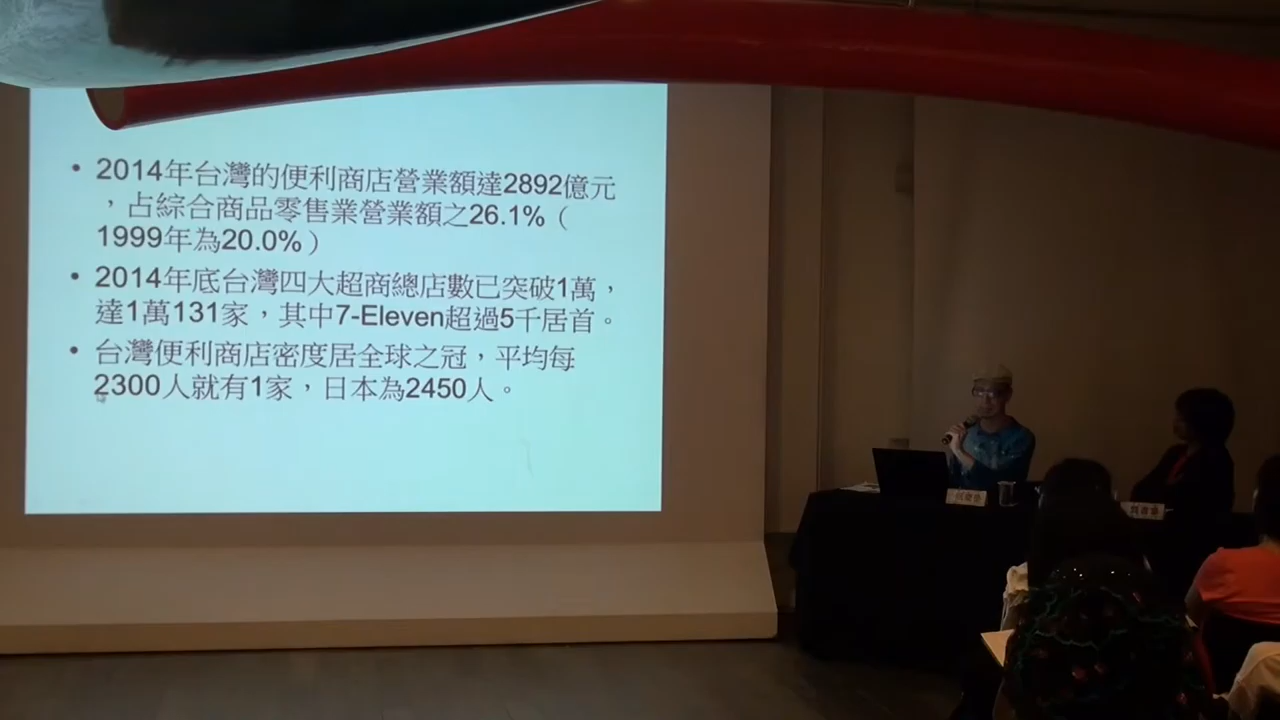 • 2014年台灣的便利商店營業額達2892億元
，占綜合商品零售業營業額之26.1%（
1999年為20.0%）
• 2014年底台灣四大超商總店數已突破1萬，
達1萬131家，其中7-Eleven超過5千居首。
• 台灣便利商店密度居全球之冠，平均每
2300人就有1家，日本為2450人。